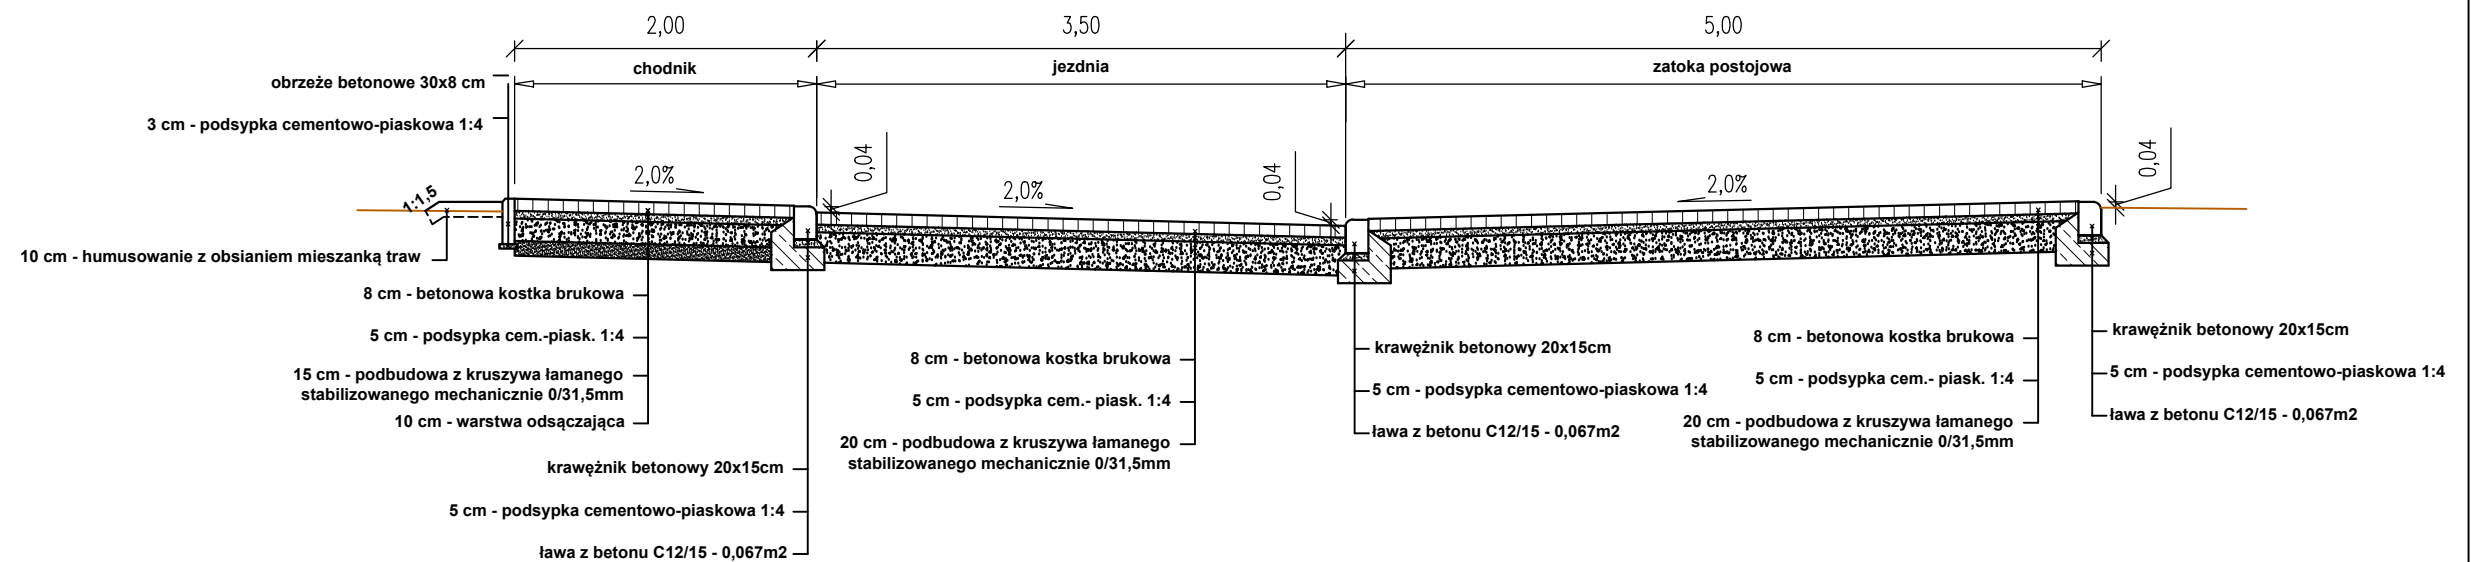 2,00
3,50
5,00
chodnik
jezdnia
zatoka postojowa
obrzeże betonowe 30x8 cm
3 cm - podsypka cementowo-piaskowa 1:4
0,04
0,04
0,04
2,0%
2,0%
2,0%
1:1,5
10 cm - humusowanie z obsianiem mieszanką traw
8 cm - betonowa kostka brukowa
5 cm - podsypka cem.-piask. 1:4
15 cm - podbudowa z kruszywa łamanego
stabilizowanego mechanicznie 0/31,5mm
10 cm - warstwa odsączająca
krawężnik betonowy 20x15cm
5 cm - podsypka cementowo-piaskowa 1:4
ława z betonu C12/15 - 0,067m2
8 cm - betonowa kostka brukowa
5 cm - podsypka cem.- piask. 1:4
20 cm - podbudowa z kruszywa łamanego
stabilizowanego mechanicznie 0/31,5mm
krawężnik betonowy 20x15cm
5 cm - podsypka cementowo-piaskowa 1:4
ława z betonu C12/15 - 0,067m2
8 cm - betonowa kostka brukowa
5 cm - podsypka cem.- piask. 1:4
20 cm - podbudowa z kruszywa łamanego
stabilizowanego mechanicznie 0/31,5mm
krawężnik betonowy 20x15cm
5 cm - podsypka cementowo-piaskowa 1:4
ława z betonu C12/15 - 0,067m2